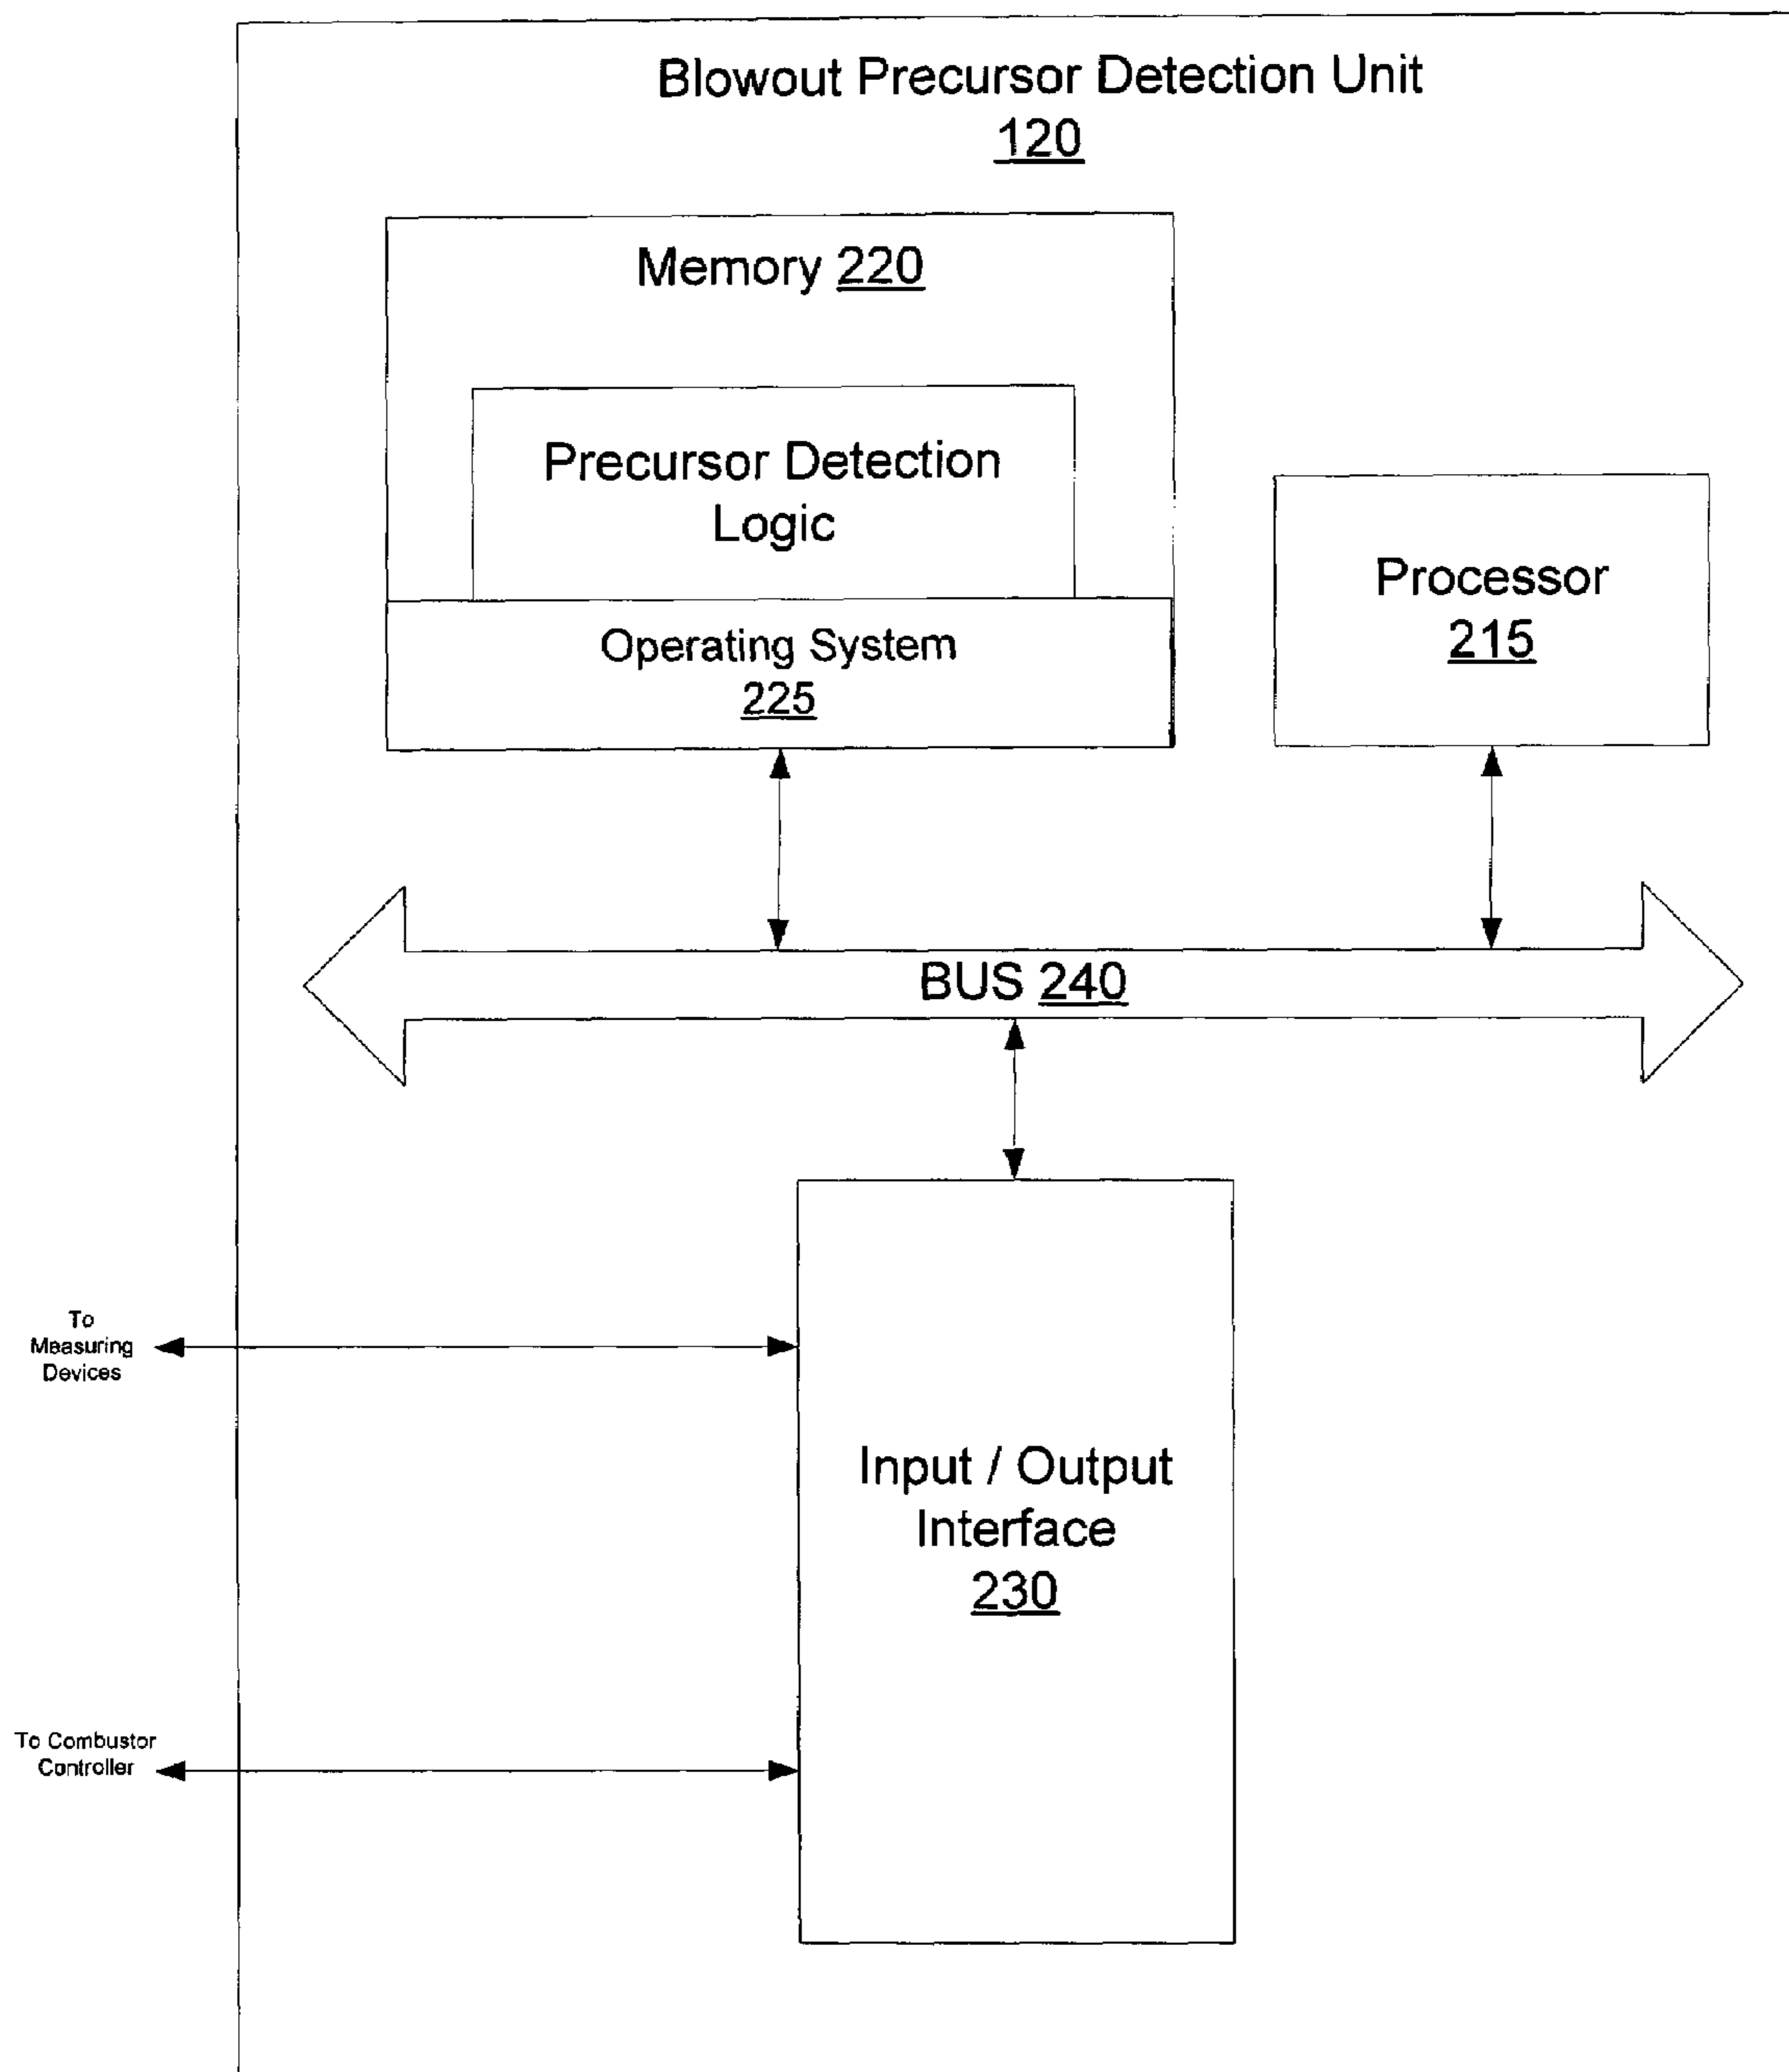 Blowout Precursor Detection Unit
120
Memory 220
Precursor Detection
Logic
Operating System
225
Processor
215
BUS 240
To
Measuring
Devices
Input / Output
Interface
230
To Combustor
Controller